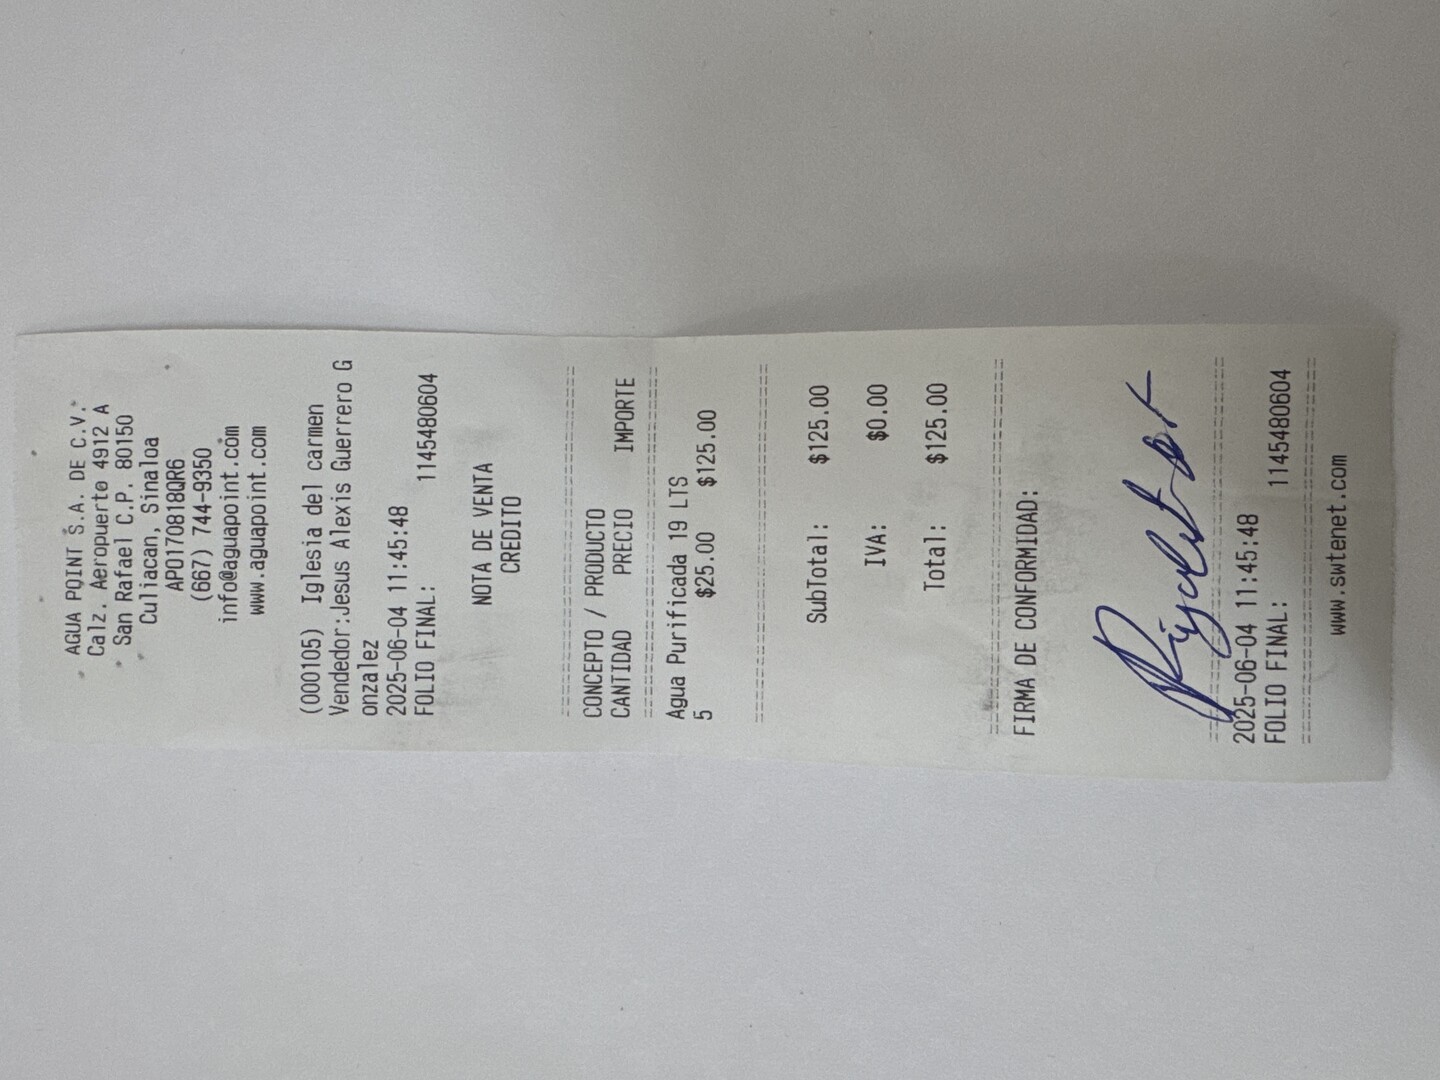 AGUA POINT S.A. DE C.V.
Calz. Aeropuerto 4912 A
San Rafael C.P. 80150
Culiacan, Sinaloa
APO170818QR6
(667) 744-9350
info@aguapoint.com
www.aguapoint.com
(000105) Iglesia del carmen
Vendedor:Jesus Alexis Guerrero G
onzalez
2025-06-04 11:45:48
FOLIO FINAL: 1145480604
NOTA DE VENTA
CREDITO
CONCEPTO / PRODUCTO
CANTIDAD PRECIO IMPORTE
Agua Purificada 19 LTS
5 $25.00 $125.00
SubTotal: $125.00
IVA: $0.00
Total: $125.00
FIRMA DE CONFORMIDAD:
2025-06-04 11:45:48
FOLIO FINAL: 1145480604
www.swtenet.com